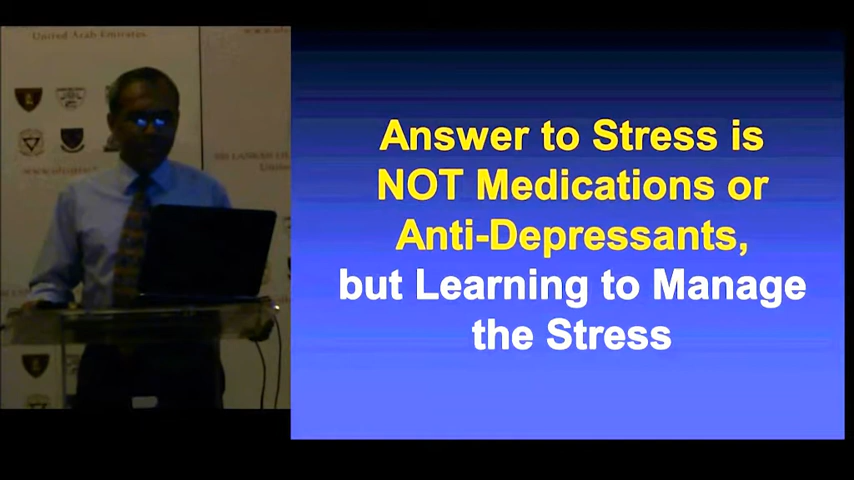 United Arab Emirates
Answer to Stress is
NOT Medications or
Anti-Depressants,
but Learning to Manage
the Stress